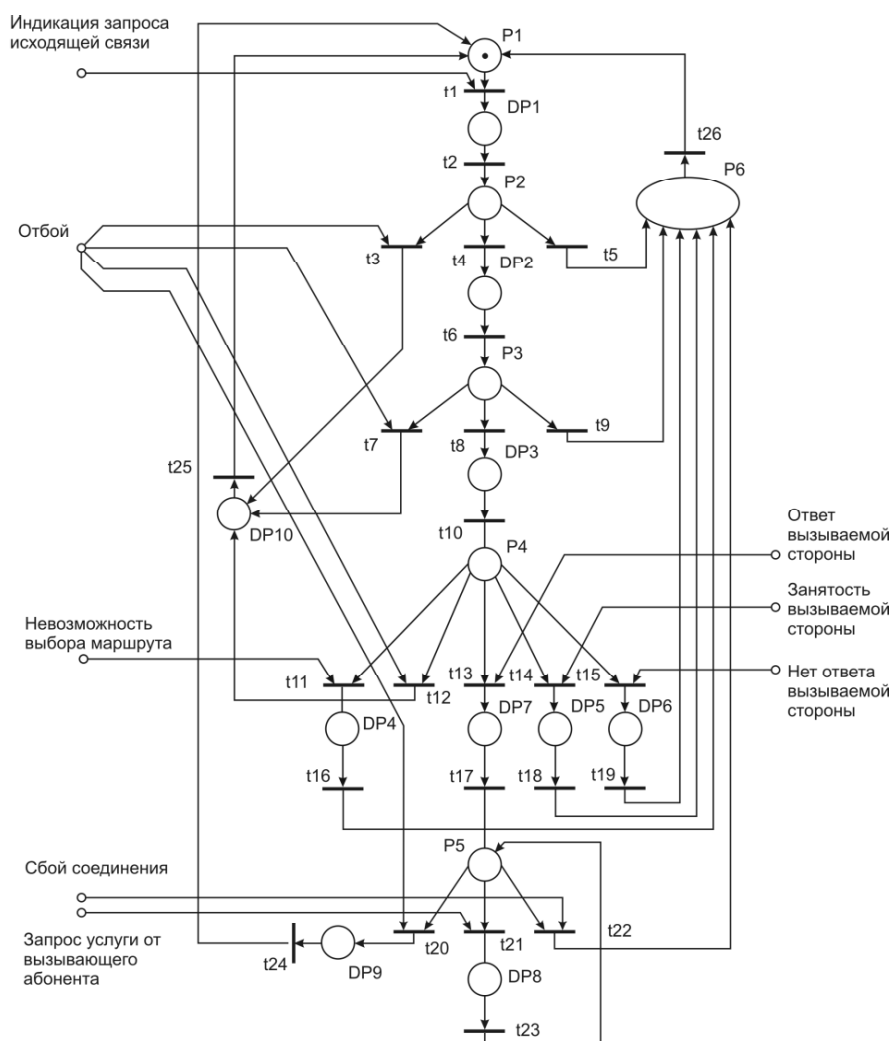 Индикация запроса
исходящей связи
P1
t1
DP1
t26
t2
P6
P2
Отбой
t3
t4
DP2
t5
t6
P3
t7
t8
t9
DP3
t25
t10
DP10
P4
Ответ
вызываемой
стороны
Занятость
вызываемой
стороны
Невозможность
выбора маршрута
t11
t12
t13
t14
t15
Нет ответа
вызываемой
стороны
DP4
DP7
DP5
DP6
t16
t17
t18
t19
P5
Сбой соединения
Запрос услуги от
вызывающего
абонента
t20
t21
t22
t24
DP9
DP8
t23